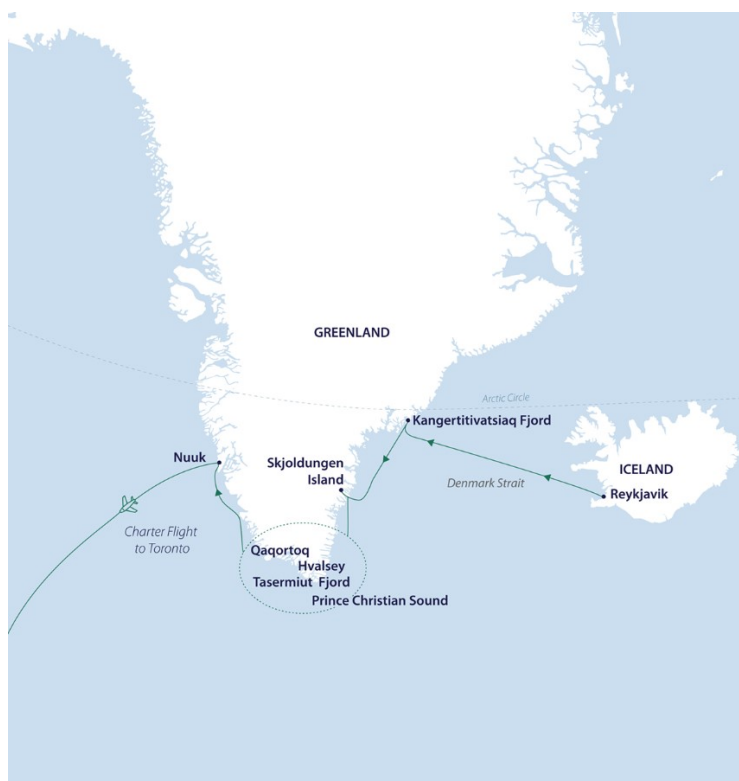 GREENLAND
Arctic Circle
Kangertitivatsiaq Fjord
Nuuk
Skjoldungen
Island
ICELAND
Denmark Strait
Reykjavik
Charter Flight
to Toronto
Qaqortoq
Hvalsey
Tasermiut Fjord
Prince Christian Sound